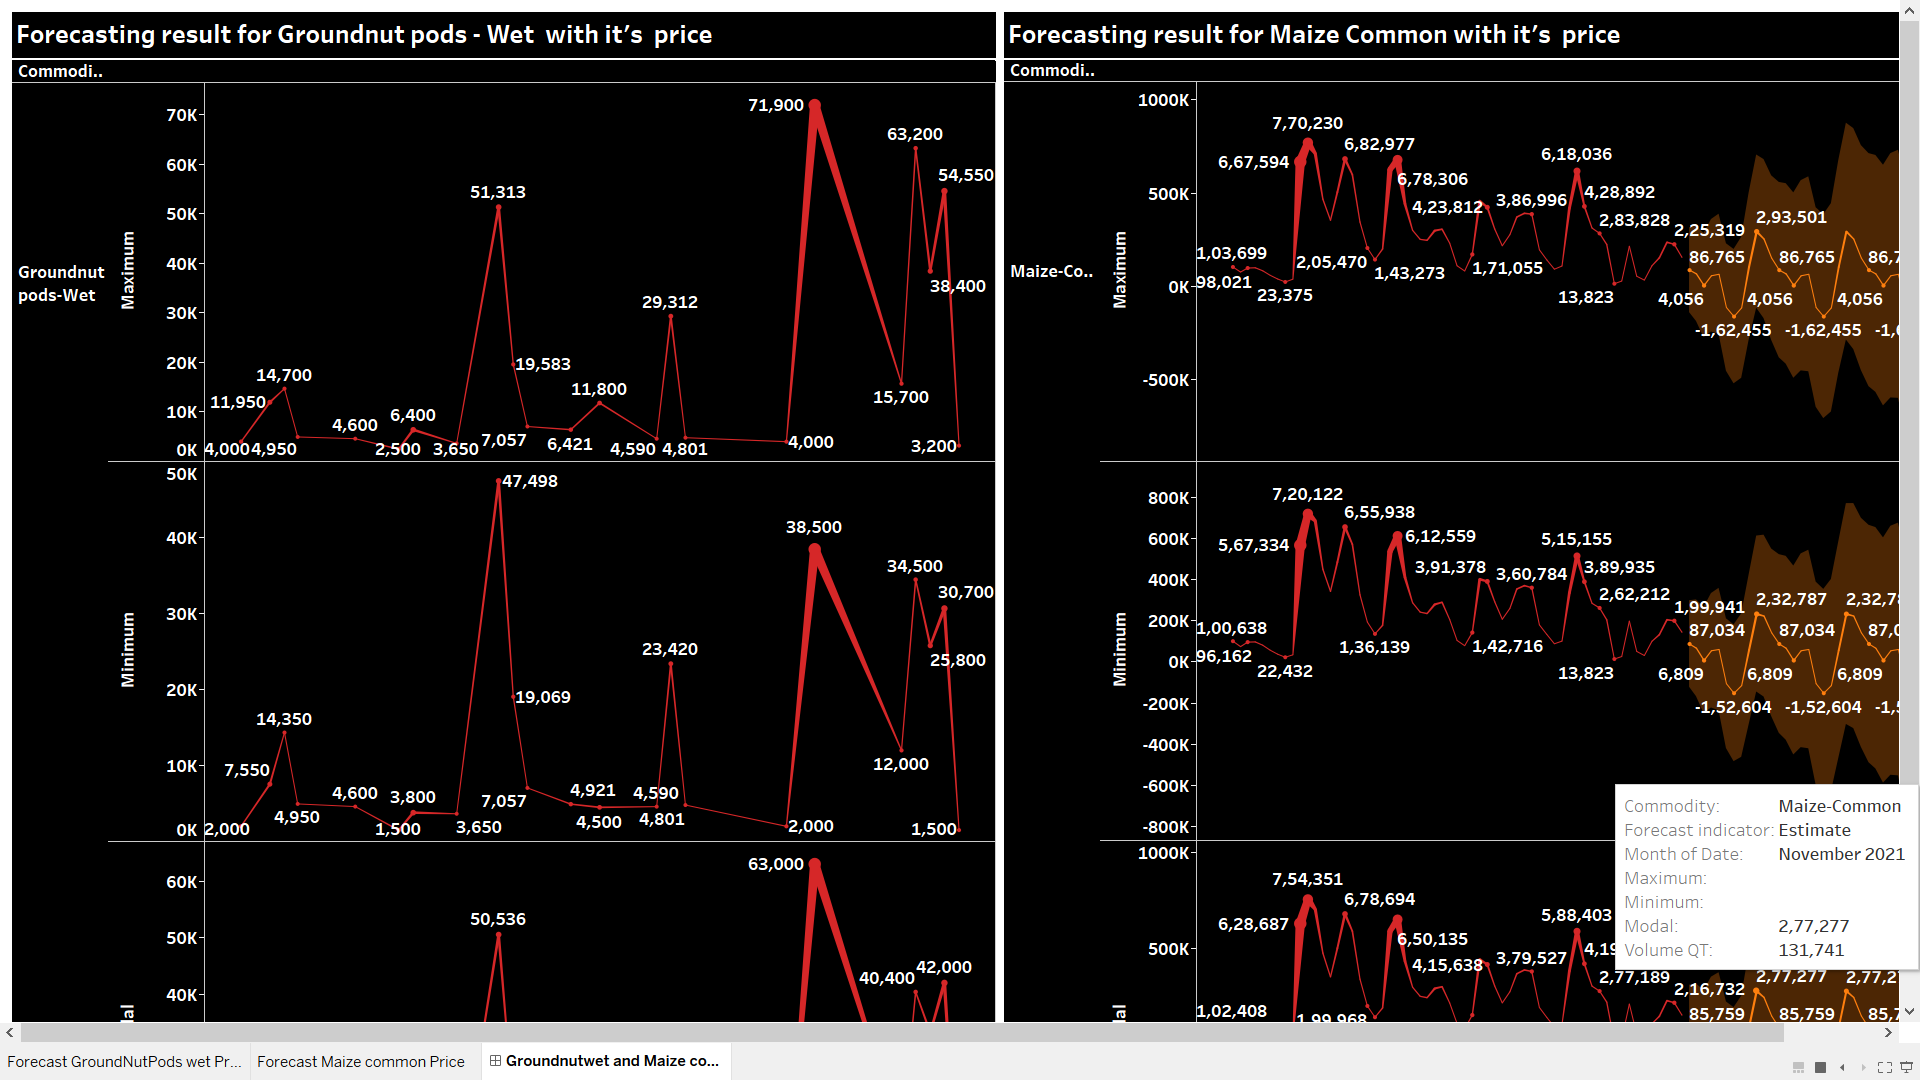 Forecasting result for Groundnut pods - Wet  with it’s  price
Commodi..
Groundnut
pods-Wet
Maximum
70K
60K
50K
40K
30K
20K
10K
0K
71,900
63,200
54,550
51,313
38,400
29,312
19,583
15,700
14,700
11,950
11,800
4,600
6,400
7,057
6,421
4,000
4,950
2,500
3,650
4,590
4,801
4,000
3,200
Minimum
50K
40K
30K
20K
10K
0K
47,498
38,500
34,500
30,700
25,800
23,420
19,069
14,350
12,000
7,550
4,600
3,800
4,921
4,590
4,950
7,057
4,500
4,801
2,000
1,500
3,650
2,000
1,500
60K
50K
40K
63,000
50,536
40,400
42,000
Forecasting result for Maize Common with it’s  price
Commodi..
Maize-Co..
Maximum
1000K
500K
0K
-500K
7,70,230
6,82,977
6,67,594
6,78,306
6,18,036
4,28,892
4,23,812
3,86,996
2,83,828
2,25,319
2,93,501
1,03,699
98,021
23,375
2,05,470
1,43,273
1,71,055
13,823
86,765
86,765
4,056
4,056
4,056
-1,62,455
-1,62,455
Minimum
800K
600K
400K
200K
0K
-200K
-400K
-600K
-800K
7,20,122
6,55,938
5,67,334
6,12,559
5,15,155
3,91,378
3,60,784
3,89,935
2,62,212
1,99,941
2,32,787
1,00,638
96,162
22,432
1,36,139
1,42,716
13,823
87,034
87,034
6,809
6,809
6,809
-1,52,604
-1,52,604
1000K
500K
7,54,351
6,78,694
6,28,687
6,50,135
5,88,403
4,15,638
3,79,527
2,77,189
2,16,732
2,77,277
1,02,408
1,99,968
85,759
Commodity: Maize-Common
Forecast indicator: Estimate
Month of Date: November 2021
Maximum:
Minimum:
Modal: 2,77,277
Volume QT: 131,741
Forecast GroundNutPods wet Pr...
Forecast Maize common Price
Groundnutwet and Maize co...